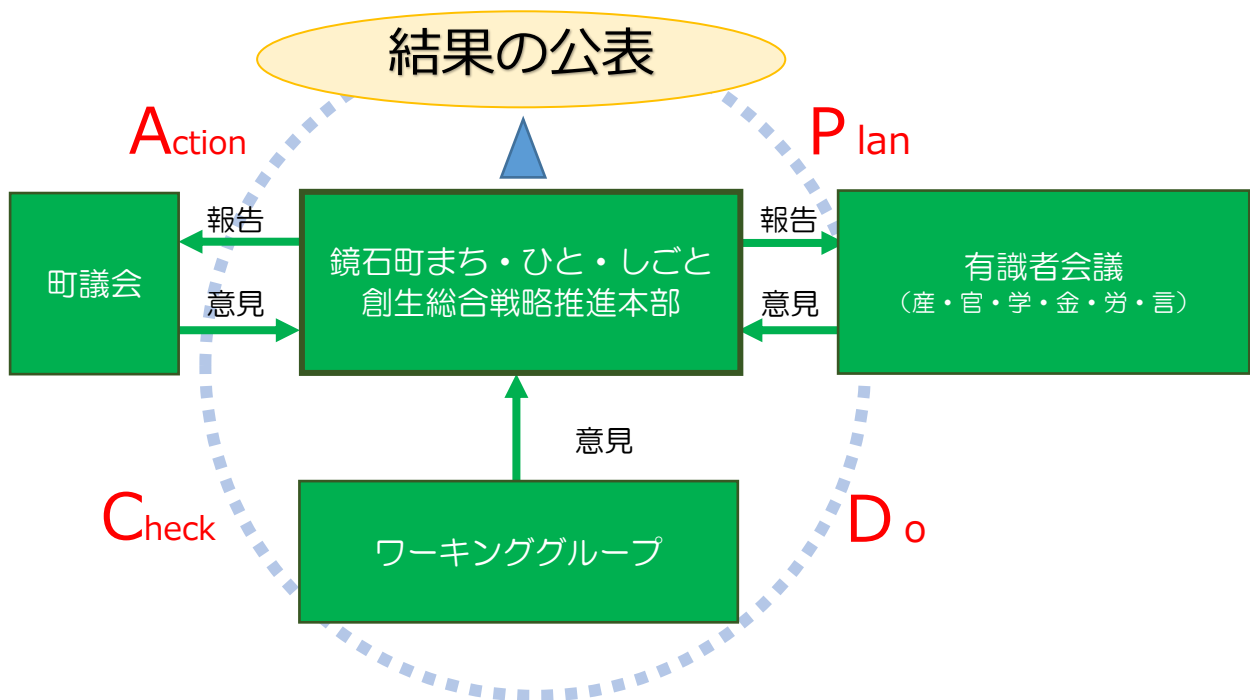 結果の公表
Action
Plan
町議会
報告
意見
鏡石町まち・ひと・しごと
創生総合戦略推進本部
報告
意見
有識者会議
（産・官・学・金・労・言）
意見
Check
ワーキンググループ
Do